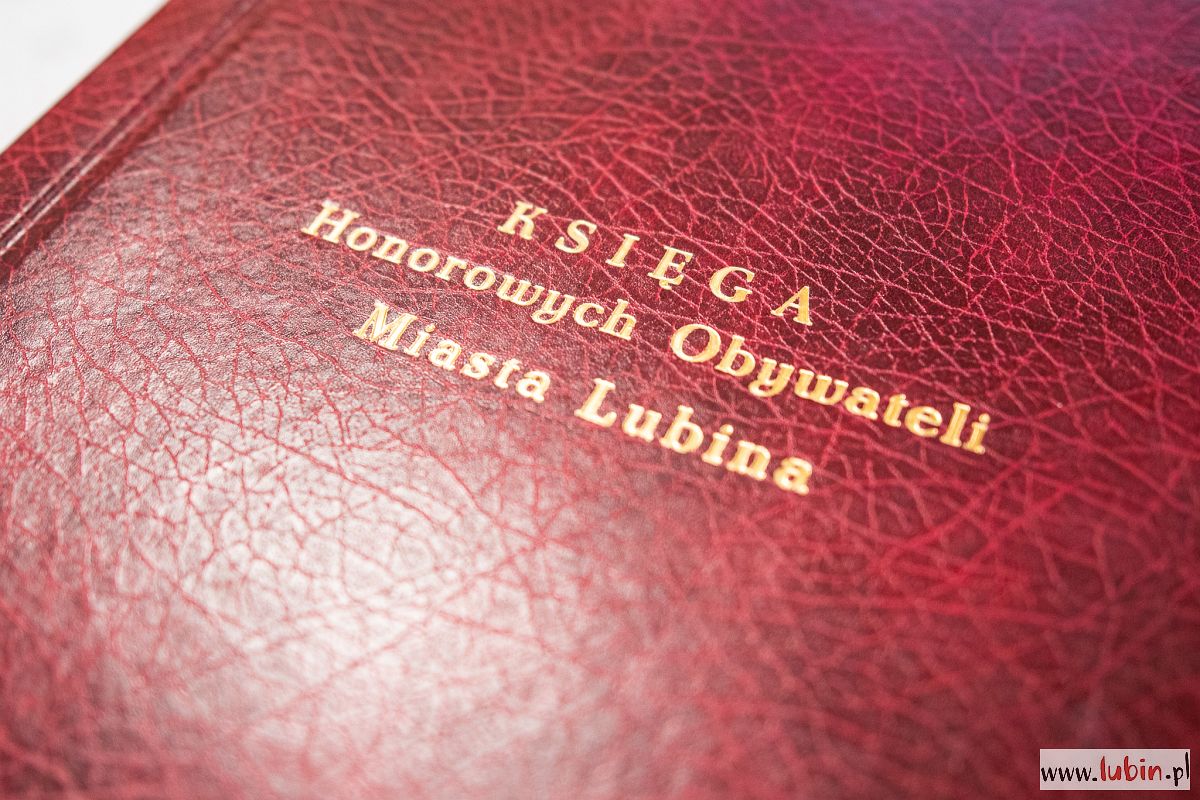 KSIĘGA
Honorowych Obywateli
Miasta Lubina
www.lubin.pl